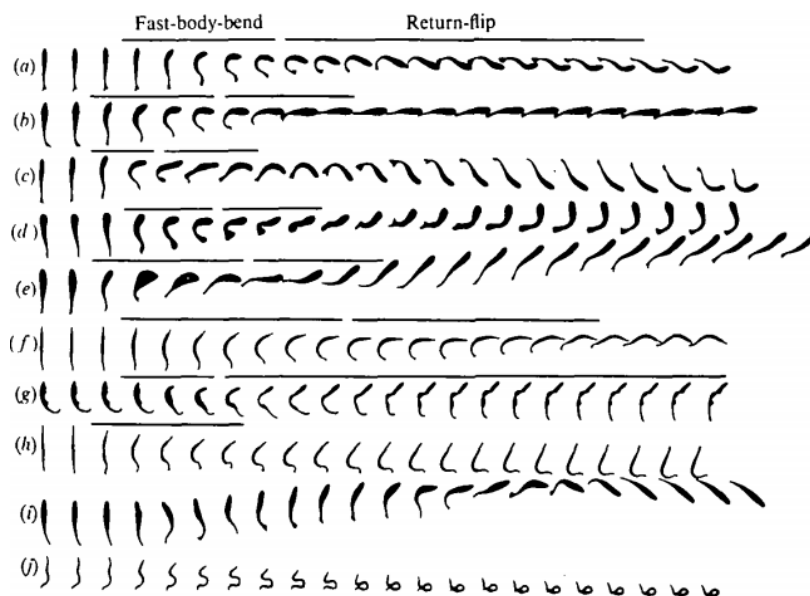 Fast-body-bend Return-flip
(a)
(b)
(c)
(d)
(e)
(f)
(g)
(h)
(i)
(j)